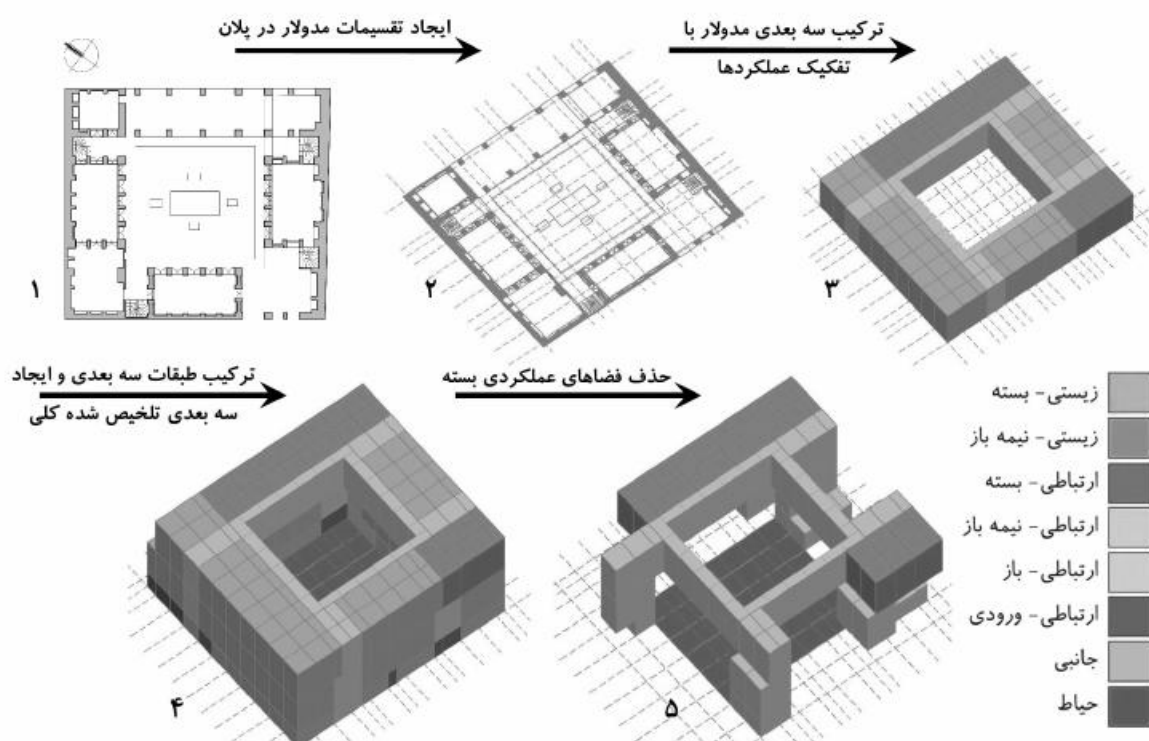 ایجاد تقسیمات مدولار در پلان
ترکیب سه بعدی مدولار با
تفکیک عملکردها
۱
۲
۳
ترکیب طبقات سه بعدی و ایجاد
سه بعدی تلخیص شده کلی
حذف فضاهای عملکردی بسته
۴
۵
زیستی- بسته
زیستی- نیمه باز
ارتباطی- بسته
ارتباطی- نیمه باز
ارتباطی- باز
ارتباطی- ورودی
جانبی
حیاط